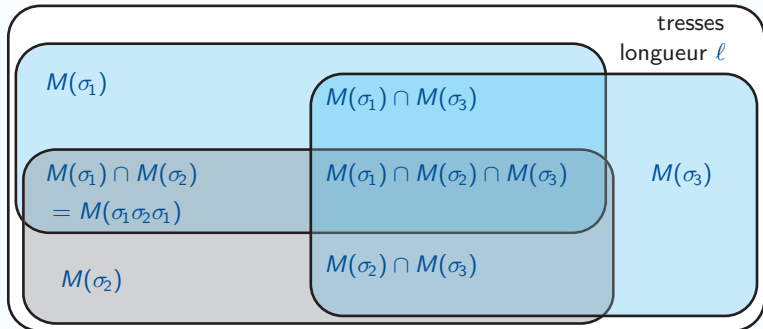 tresses
longueur ℓ
M(σ₁)
M(σ₁) ∩ M(σ₃)
M(σ₁) ∩ M(σ₂)
= M(σ₁σ₂σ₁)
M(σ₁) ∩ M(σ₂) ∩ M(σ₃)
M(σ₃)
M(σ₂)
M(σ₂) ∩ M(σ₃)